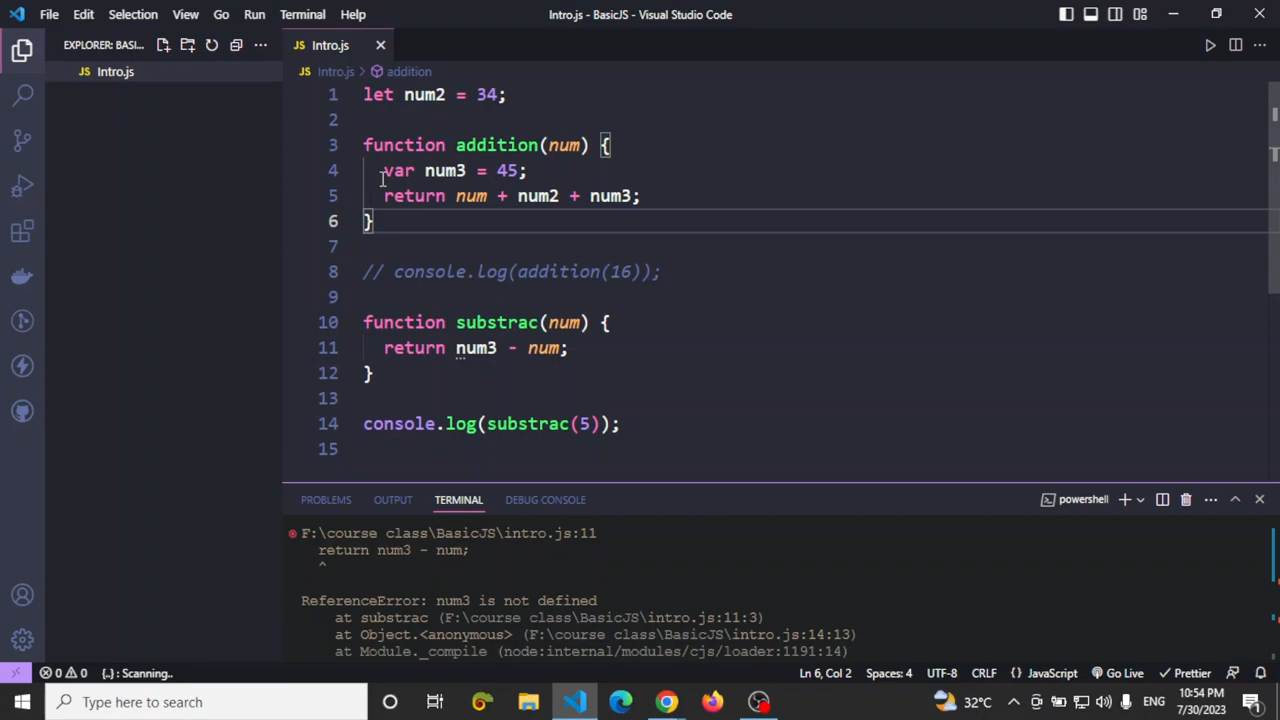 File Edit Selection View Go Run Terminal Help Intro.js - BasicJS - Visual Studio Code
EXPLORER: BASI... JS Intro.js
JS Intro.js
JS Intro.js > addition
1 let num2 = 34;
2
3 function addition(num) {
4 var num3 = 45;
5 return num + num2 + num3;
6 }
7
8 // console.log(addition(16));
9
10 function substrac(num) {
11 return num3 - num;
12 }
13
14 console.log(substrac(5));
15
PROBLEMS OUTPUT TERMINAL DEBUG CONSOLE powershell
F:\course class\BasicJS\intro.js:11
return num3 - num;
^
ReferenceError: num3 is not defined
at substrac (F:\course class\BasicJS\intro.js:11:3)
at Object.<anonymous> (F:\course class\BasicJS\intro.js:14:13)
at Module._compile (node:internal/modules/cjs/loader:1191:14)
0 0 {.} : Scanning.. Ln 6, Col 2 Spaces: 4 UTF-8 CRLF {} JavaScript Go Live Prettier
Type here to search 32°C ENG 10:54 PM
7/30/2023 1